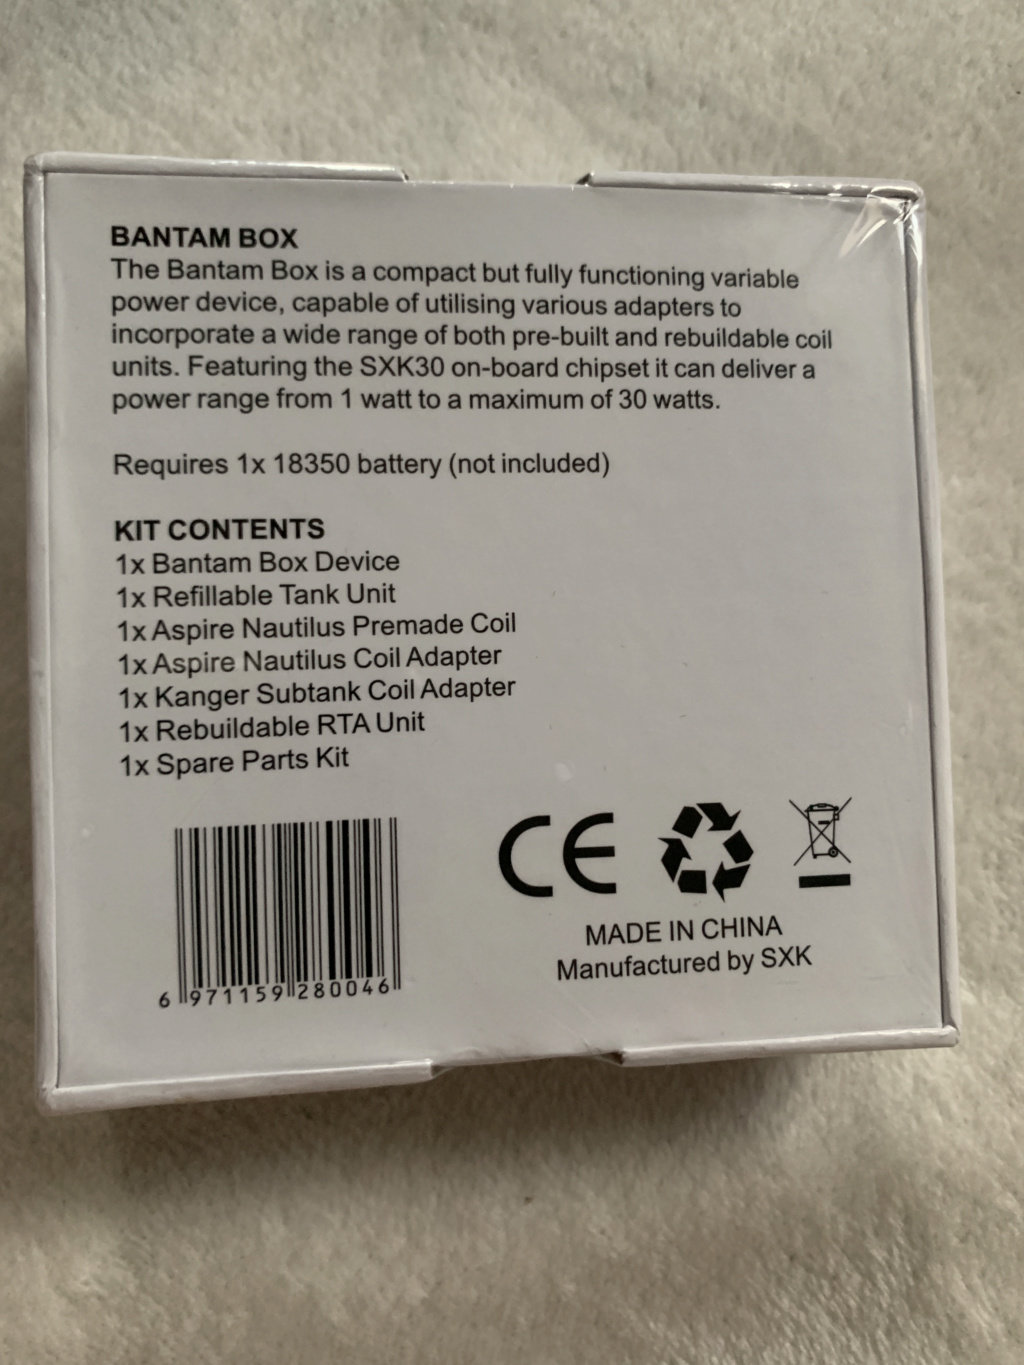 BANTAM BOX
The Bantam Box is a compact but fully functioning variable
power device, capable of utilising various adapters to
incorporate a wide range of both pre-built and rebuildable coil
units. Featuring the SXK30 on-board chipset it can deliver a
power range from 1 watt to a maximum of 30 watts.
Requires 1x 18350 battery (not included)
KIT CONTENTS
1x Bantam Box Device
1x Refillable Tank Unit
1x Aspire Nautilus Premade Coil
1x Aspire Nautilus Coil Adapter
1x Kanger Subtank Coil Adapter
1x Rebuildable RTA Unit
1x Spare Parts Kit
CE
MADE IN CHINA
Manufactured by SXK
6 971159 280046